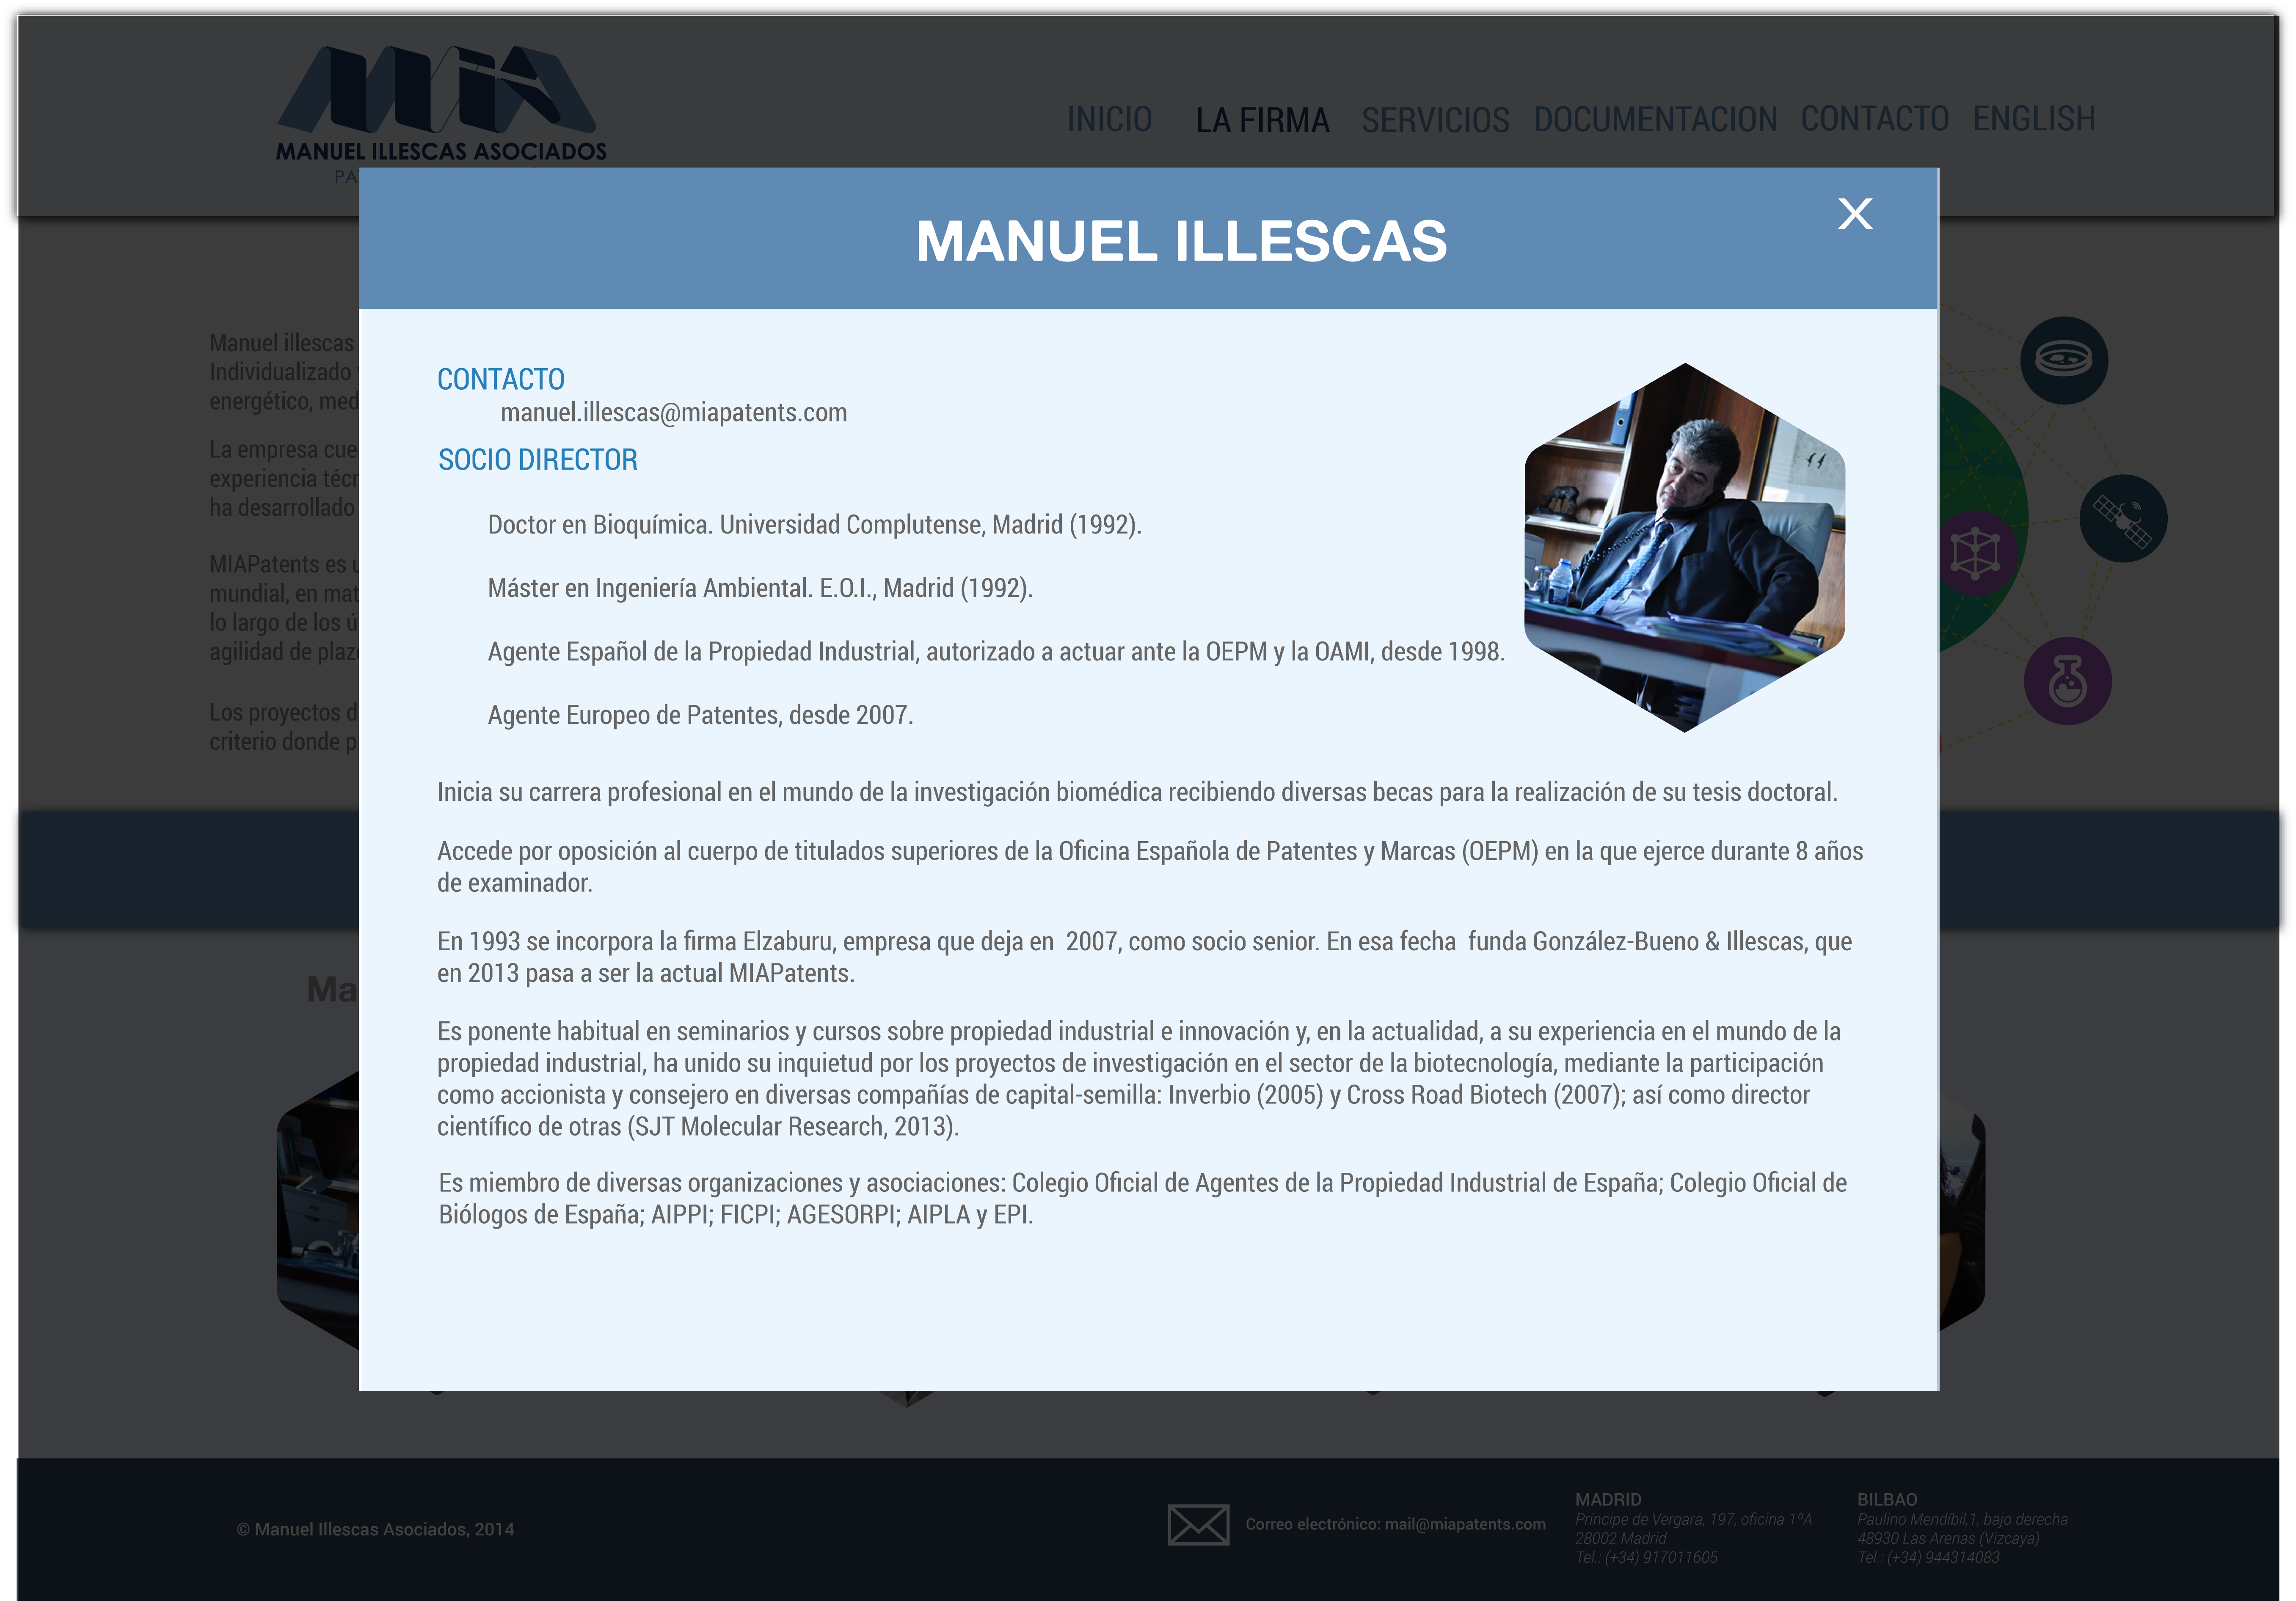 MANUEL ILLESCAS ASOCIADOS
PA
INICIO LA FIRMA SERVICIOS DOCUMENTACION CONTACTO ENGLISH
MANUEL ILLESCAS
X
CONTACTO
manuel.illescas@miapatents.com
SOCIO DIRECTOR
Doctor en Bioquímica. Universidad Complutense, Madrid (1992).
Máster en Ingeniería Ambiental. E.O.I., Madrid (1992).
Agente Español de la Propiedad Industrial, autorizado a actuar ante la OEPM y la OAMI, desde 1998.
Agente Europeo de Patentes, desde 2007.
Inicia su carrera profesional en el mundo de la investigación biomédica recibiendo diversas becas para la realización de su tesis doctoral.
Accede por oposición al cuerpo de titulados superiores de la Oficina Española de Patentes y Marcas (OEPM) en la que ejerce durante 8 años
de examinador.
En 1993 se incorpora la firma Elzaburu, empresa que deja en  2007, como socio senior. En esa fecha  funda González-Bueno & Illescas, que
en 2013 pasa a ser la actual MIAPatents.
Es ponente habitual en seminarios y cursos sobre propiedad industrial e innovación y, en la actualidad, a su experiencia en el mundo de la
propiedad industrial, ha unido su inquietud por los proyectos de investigación en el sector de la biotecnología, mediante la participación
como accionista y consejero en diversas compañías de capital-semilla: Inverbio (2005) y Cross Road Biotech (2007); así como director
científico de otras (SJT Molecular Research, 2013).
Es miembro de diversas organizaciones y asociaciones: Colegio Oficial de Agentes de la Propiedad Industrial de España; Colegio Oficial de
Biólogos de España; AIPPI; FICPI; AGESORPI; AIPLA y EPI.
Manuel illescas
Individualizado
energético, med
La empresa cue
experiencia técn
ha desarrollado
MIAPatents es u
mundial, en mat
lo largo de los ú
agilidad de plaz
Los proyectos d
criterio donde p
Ma
© Manuel Illescas Asociados, 2014
Correo electrónico: mail@miapatents.com
MADRID
Príncipe de Vergara, 197, oficina 1ºA
28002 Madrid
Tel.: (+34) 917011605
BILBAO
Paulino Mendíbil,1, bajo derecha
48930 Las Arenas (Vizcaya)
Tel.: (+34) 944314083